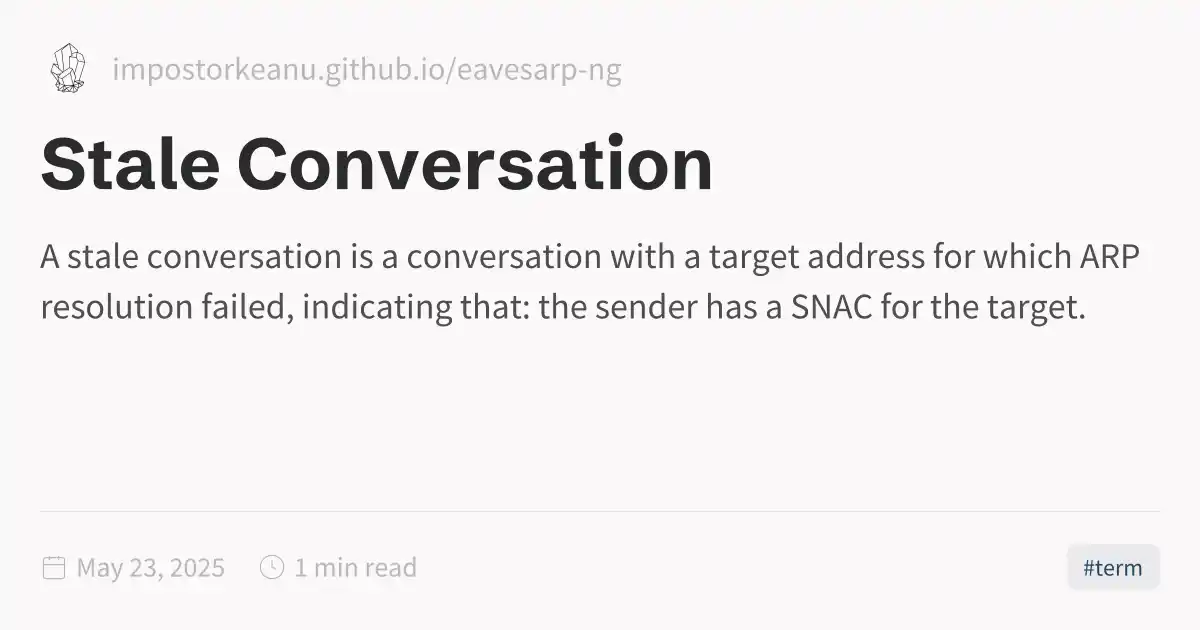 impostorkeanu.github.io/eavesarp-ng
Stale Conversation
A stale conversation is a conversation with a target address for which ARP
resolution failed, indicating that: the sender has a SNAC for the target.
May 23, 2025 1 min read #term